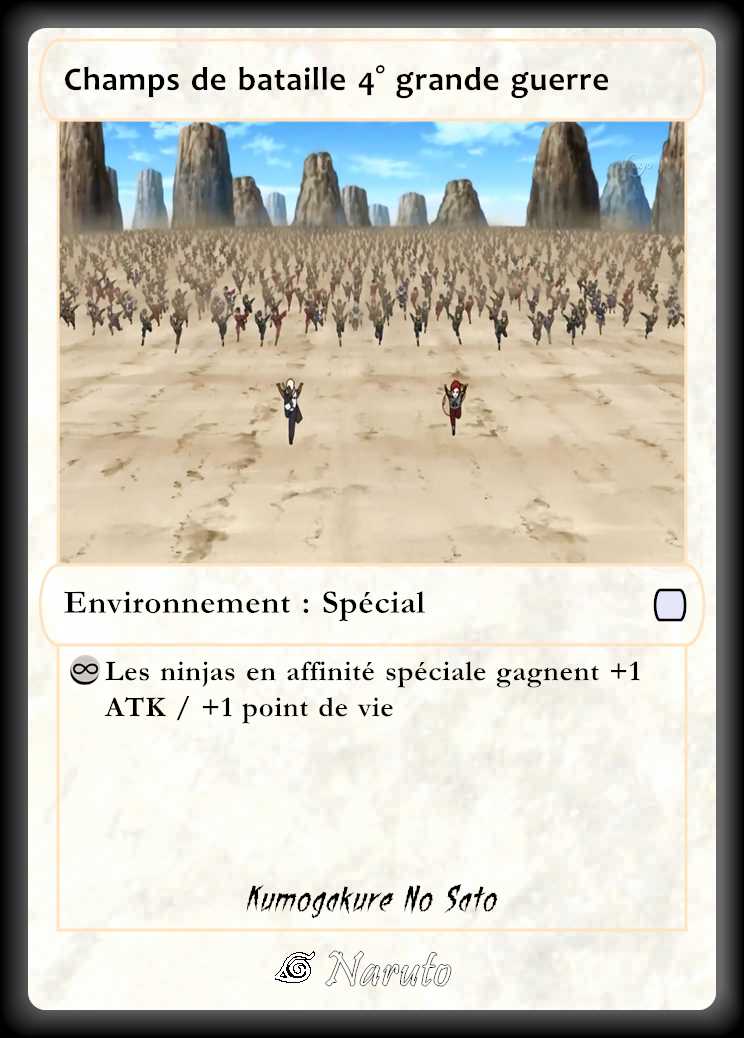 Champs de bataille 4° grande guerre
Environnement : Spécial
Les ninjas en affinité spéciale gagnent +1
ATK / +1 point de vie
Kumogakure No Sato
Naruto